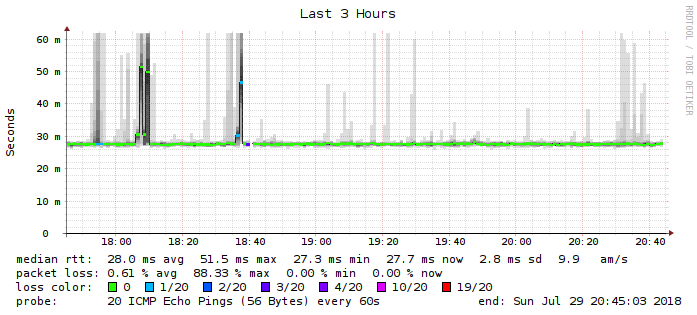 Last 3 Hours
RRDTOOL / TOBI OETIKER
Seconds
60 m
50 m
40 m
30 m
20 m
10 m
0
18:00 18:20 18:40 19:00 19:20 19:40 20:00 20:20 20:40
median rtt: 28.0 ms avg 51.5 ms max 27.3 ms min 27.7 ms now 2.8 ms sd 9.9 am/s
packet loss: 0.61 % avg 88.33 % max 0.00 % min 0.00 % now
loss color: 0 1/20 2/20 3/20 4/20 10/20 19/20
probe: 20 ICMP Echo Pings (56 Bytes) every 60s end: Sun Jul 29 20:45:03 2018